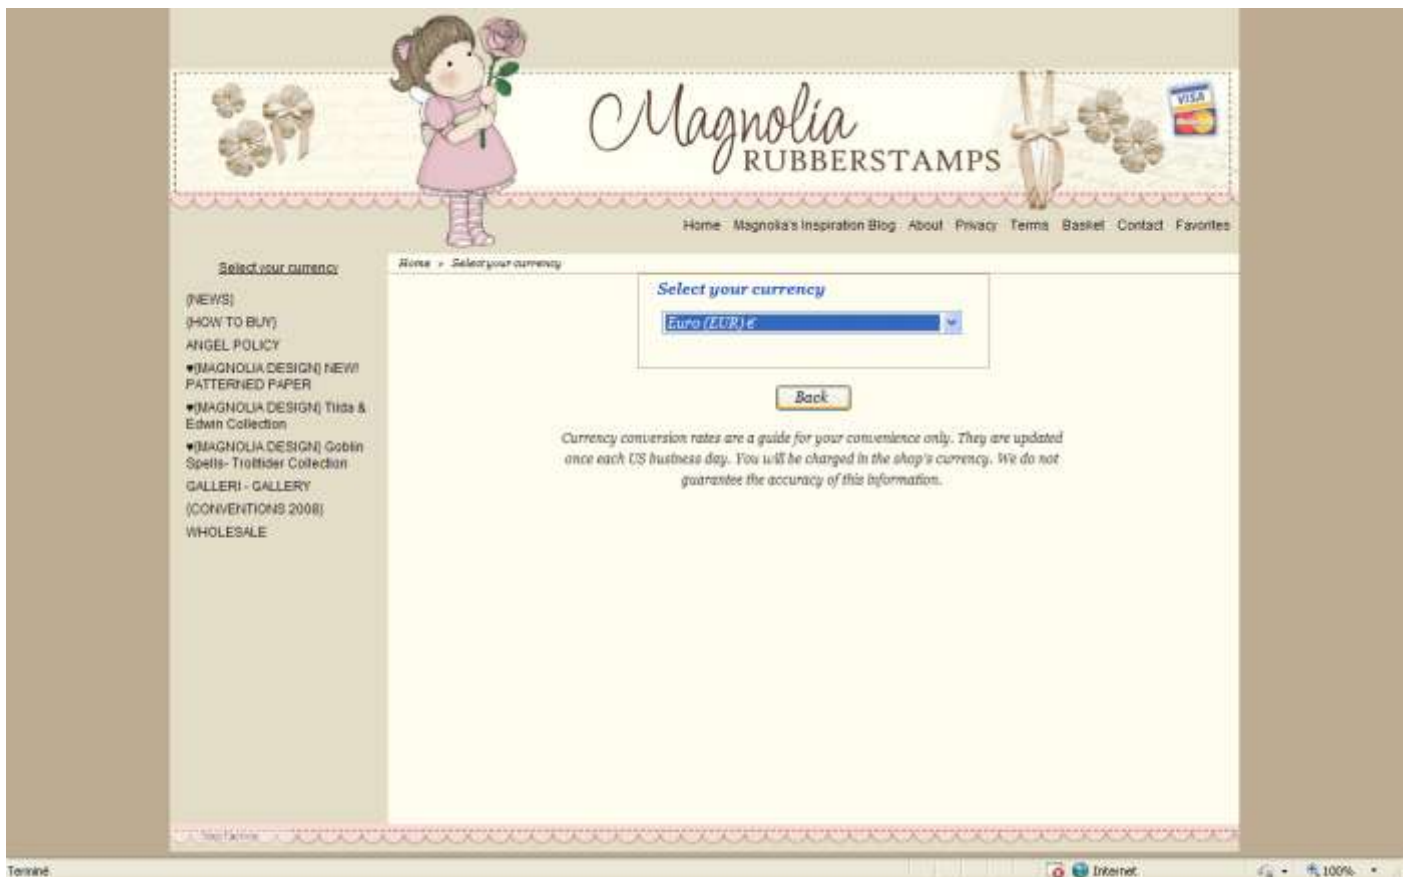 Magnolia
RUBBERSTAMPS
VISA
Home Magnolia's Inspiration Blog About Privacy Terms Basket Contact Favorites
Select your currency
Home > Select your currency
Select your currency
Euro (EUR) €
{NEWS}
{HOW TO BUY}
ANGEL POLICY
♥{MAGNOLIA DESIGN} NEW!
PATTERNED PAPER
♥{MAGNOLIA DESIGN} Tilda &
Edwin Collection
♥{MAGNOLIA DESIGN} Goblin
Spells- Trolltider Collection
GALLERI - GALLERY
{CONVENTIONS 2008}
WHOLESALE
Back
Currency conversion rates are a guide for your convenience only. They are updated
once each US business day. You will be charged in the shop's currency. We do not
guarantee the accuracy of this information.
Terminé
Internet
100%